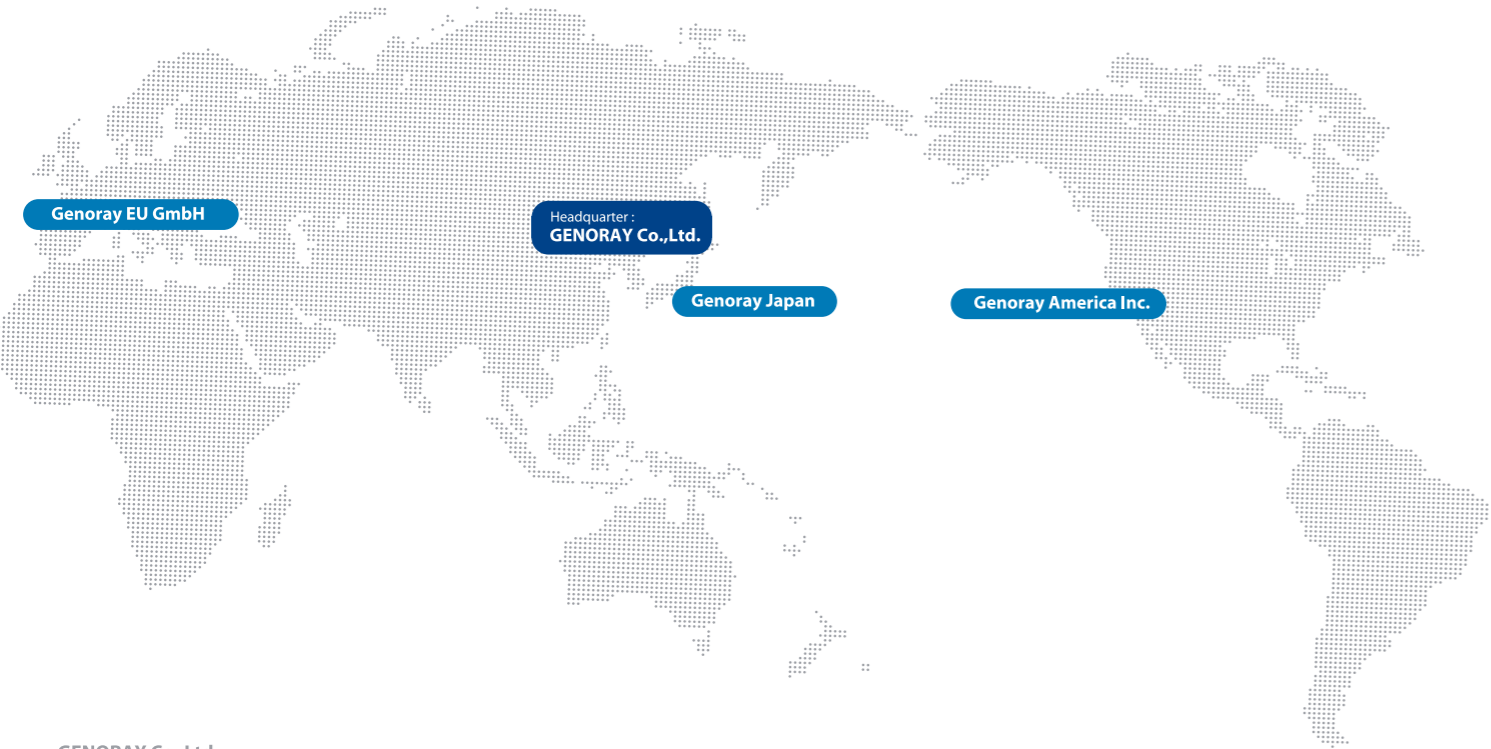 Genoray EU GmbH
Headquarter :
GENORAY Co.,Ltd.
Genoray Japan
Genoray America Inc.